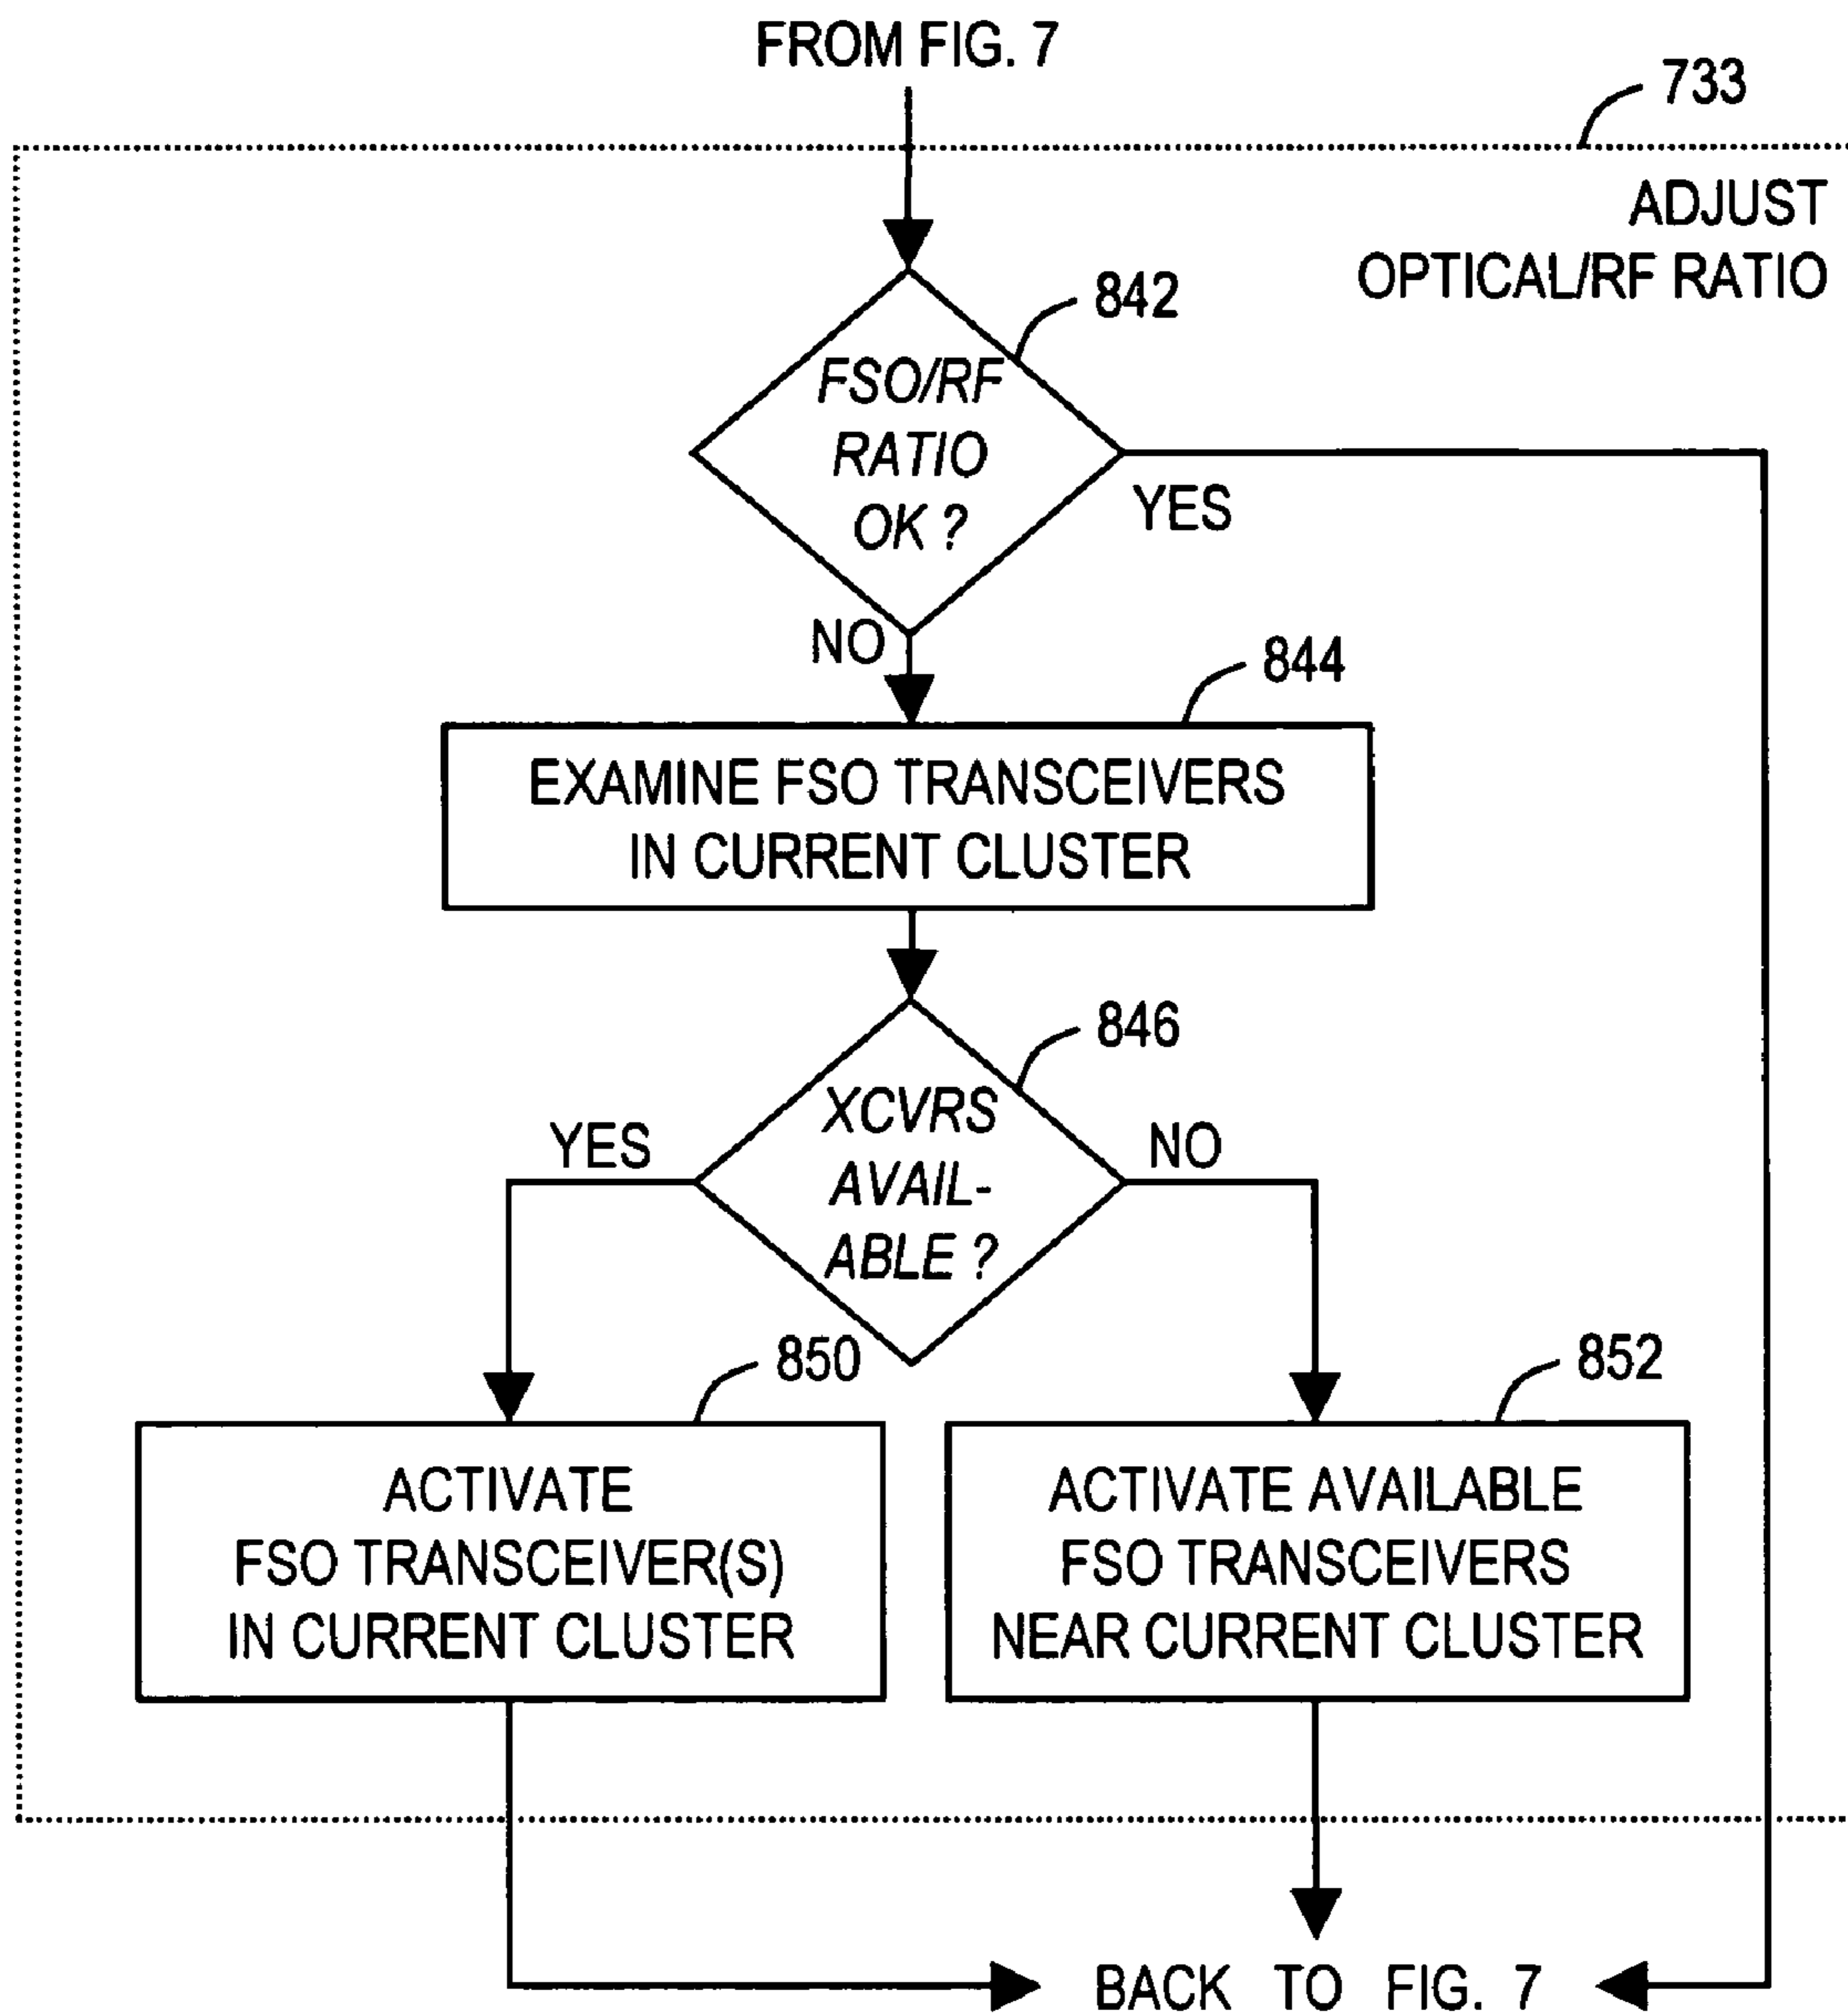 FROM FIG. 7
733
ADJUST
OPTICAL/RF RATIO
842
FSO/RF
RATIO
OK ?
YES
NO
844
EXAMINE FSO TRANSCEIVERS
IN CURRENT CLUSTER
846
XCVRS
AVAIL-
ABLE ?
YES
NO
850
852
ACTIVATE
FSO TRANSCEIVER(S)
IN CURRENT CLUSTER
ACTIVATE AVAILABLE
FSO TRANSCEIVERS
NEAR CURRENT CLUSTER
BACK TO FIG. 7